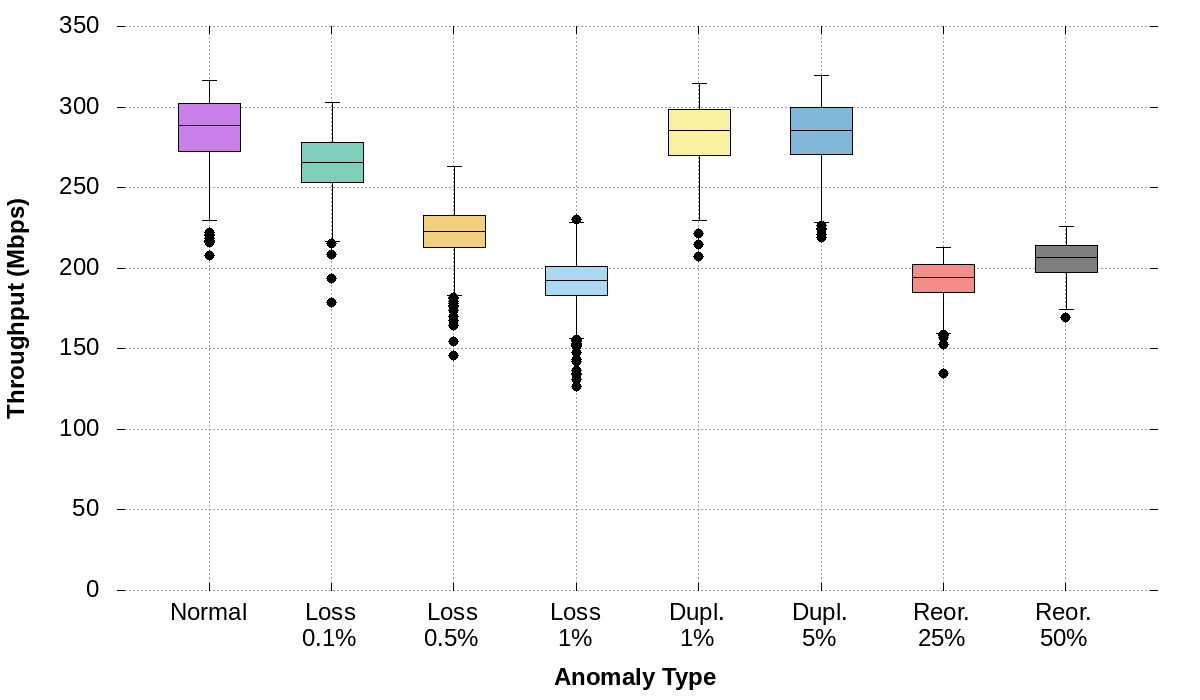 Throughput (Mbps)
350
300
250
200
150
100
50
0
Normal
Loss
0.1%
Loss
0.5%
Loss
1%
Dupl.
1%
Dupl.
5%
Reor.
25%
Reor.
50%
Anomaly Type